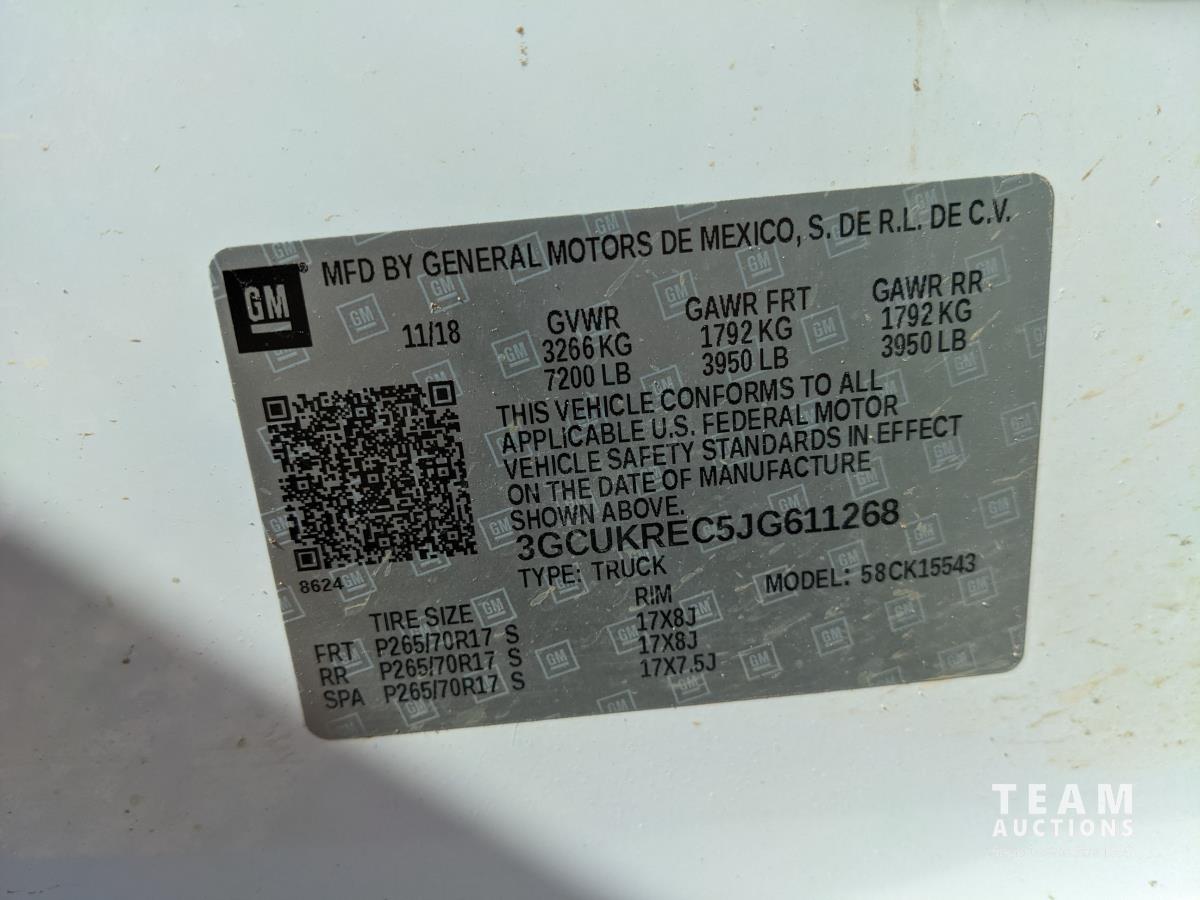 MFD BY GENERAL MOTORS DE MEXICO, S. DE R.L. DE C.V.
GM
11/18
GVWR GAWR FRT GAWR RR
3266 KG 1792 KG 1792 KG
7200 LB 3950 LB 3950 LB
THIS VEHICLE CONFORMS TO ALL
APPLICABLE U.S. FEDERAL MOTOR
VEHICLE SAFETY STANDARDS IN EFFECT
ON THE DATE OF MANUFACTURE
SHOWN ABOVE.
3GCUKREC5JG611268
8624
TYPE: TRUCK MODEL: 58CK15543
TIRE SIZE RIM
FRT P265/70R17 S 17X8J
RR P265/70R17 S 17X8J
SPA P265/70R17 S 17X7.5J
TEAM
AUCTIONS